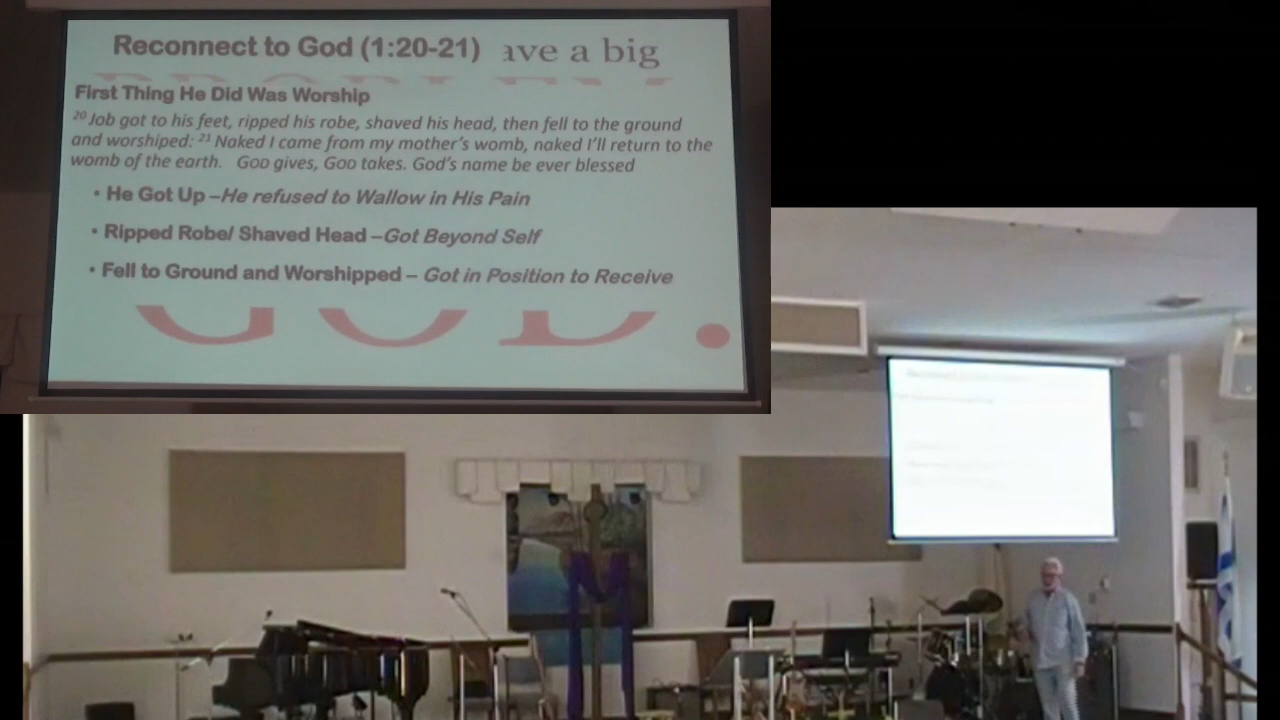 Reconnect to God (1:20-21) ave a big
First Thing He Did Was Worship
20 Job got to his feet, ripped his robe, shaved his head, then fell to the ground
and worshiped: 21 Naked I came from my mother's womb, naked I'll return to the
womb of the earth. GOD gives, GOD takes. God's name be ever blessed
• He Got Up –He refused to Wallow in His Pain
• Ripped Robe/ Shaved Head –Got Beyond Self
• Fell to Ground and Worshipped – Got in Position to Receive
GOD.